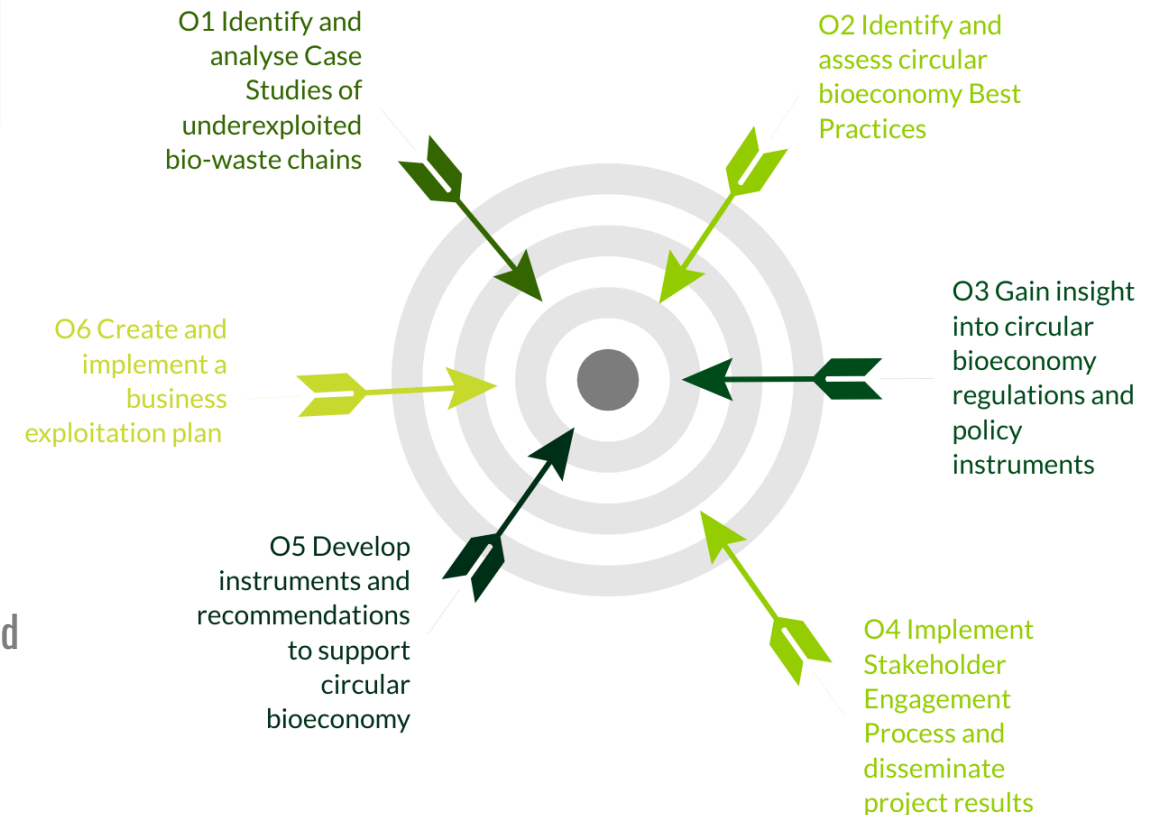 O1 Identify and
analyse Case
Studies of
underexploited
bio-waste chains
O2 Identify and
assess circular
bioeconomy Best
Practices
O3 Gain insight
into circular
bioeconomy
regulations and
policy
instruments
O4 Implement
Stakeholder
Engagement
Process and
disseminate
project results
O5 Develop
instruments and
recommendations
to support
circular
bioeconomy
O6 Create and
implement a
business
exploitation plan
d